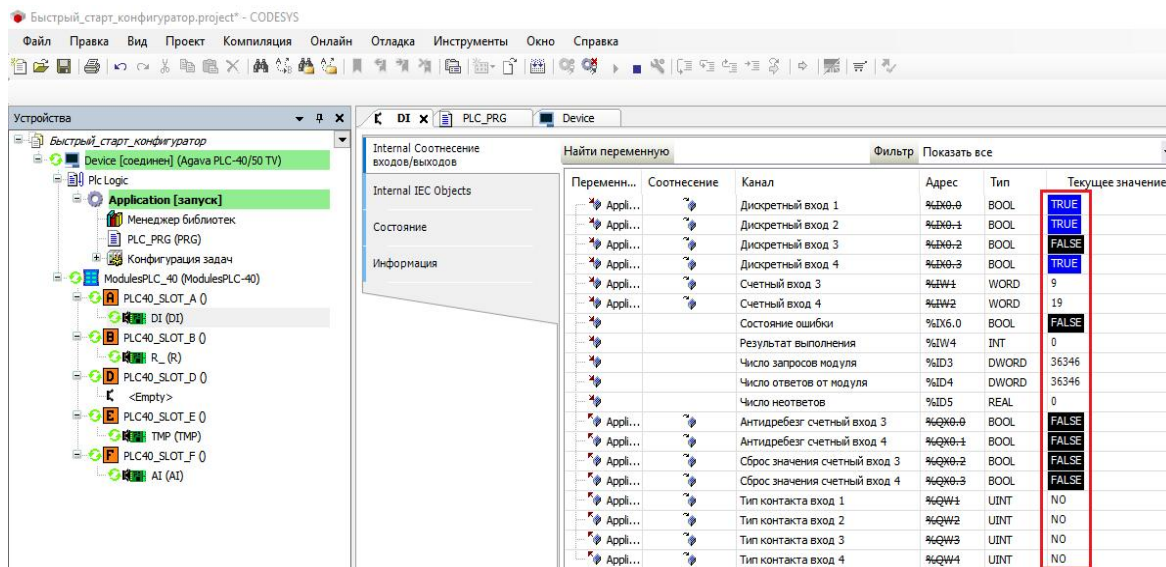 Быстрый_старт_конфигуратор.project* - CODESYS
Файл Правка Вид Проект Компиляция Онлайн Отладка Инструменты Окно Справка
Устройства
Быстрый_старт_конфигуратор
Device [соединен] (Agava PLC-40/50 TV)
Plc Logic
Application [запуск]
Менеджер библиотек
PLC_PRG (PRG)
Конфигурация задач
ModulesPLC_40 (ModulesPLC-40)
A PLC40_SLOT_A ()
DI (DI)
B PLC40_SLOT_B ()
R_ (R)
D PLC40_SLOT_D ()
<Empty>
E PLC40_SLOT_E ()
TMP (TMP)
F PLC40_SLOT_F ()
AI (AI)
DI PLC_PRG Device
Internal Соотнесение
входов/выходов
Internal IEC Objects
Состояние
Информация
Найти переменную Фильтр Показать все
Переменн... Соотнесение Канал Адрес Тип Текущее значение
Appli... Дискретный вход 1 %IX0.0 BOOL TRUE
Appli... Дискретный вход 2 %IX0.1 BOOL TRUE
Appli... Дискретный вход 3 %IX0.2 BOOL FALSE
Appli... Дискретный вход 4 %IX0.3 BOOL TRUE
Appli... Счетный вход 3 %IW1 WORD 9
Appli... Счетный вход 4 %IW2 WORD 19
Состояние ошибки %IX6.0 BOOL FALSE
Результат выполнения %IW4 INT 0
Число запросов модуля %ID3 DWORD 36346
Число ответов от модуля %ID4 DWORD 36346
Число неответов %ID5 REAL 0
Appli... Антидребезг счетный вход 3 %QX0.0 BOOL FALSE
Appli... Антидребезг счетный вход 4 %QX0.1 BOOL FALSE
Appli... Сброс значения счетный вход 3 %QX0.2 BOOL FALSE
Appli... Сброс значения счетный вход 4 %QX0.3 BOOL FALSE
Appli... Тип контакта вход 1 %QW1 UINT NO
Appli... Тип контакта вход 2 %QW2 UINT NO
Appli... Тип контакта вход 3 %QW3 UINT NO
Appli... Тип контакта вход 4 %QW4 UINT NO